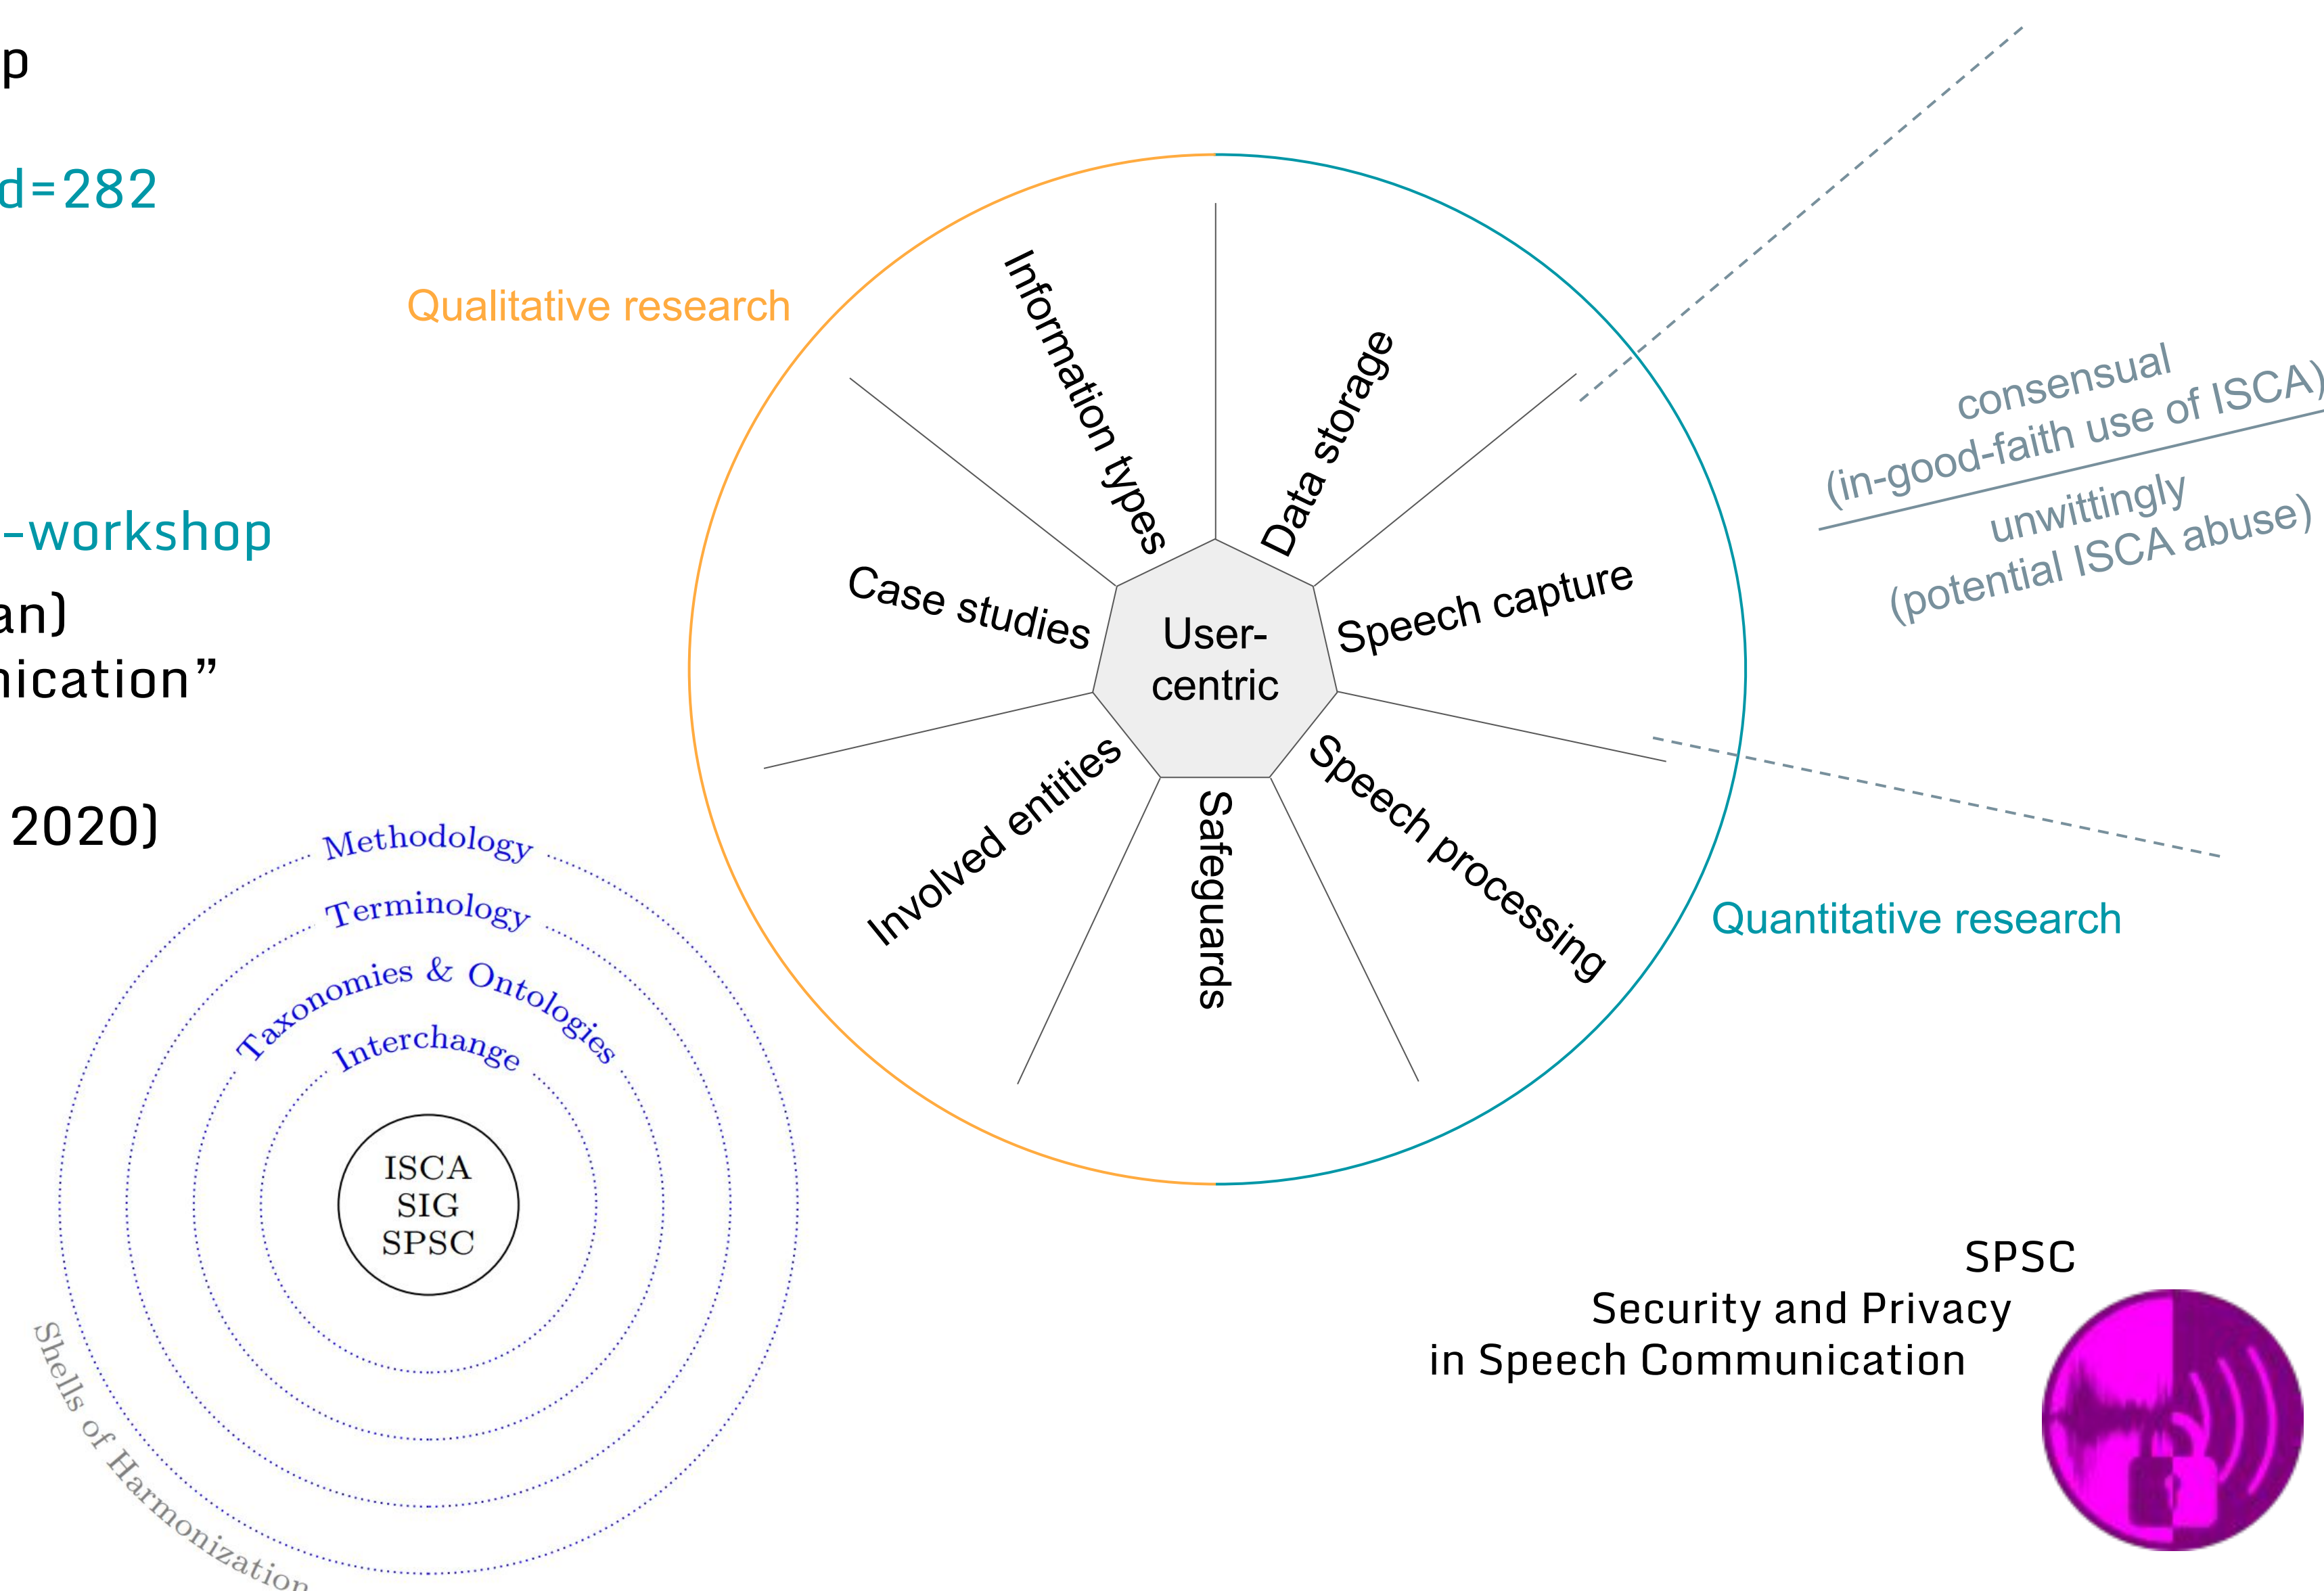 p
d=282
-workshop
an)
nication”
2020)
Qualitative research
Information types
Data storage
Case studies
Speech capture
User-
centric
Involved entities
Safeguards
Speech processing
consensual
(in-good-faith use of ISCA)
unwittingly
(potential ISCA abuse)
Quantitative research
Methodology
Terminology
Taxonomies & Ontologies
Interchange
ISCA
SIG
SPSC
Shells of Harmonization
SPSC
Security and Privacy
in Speech Communication